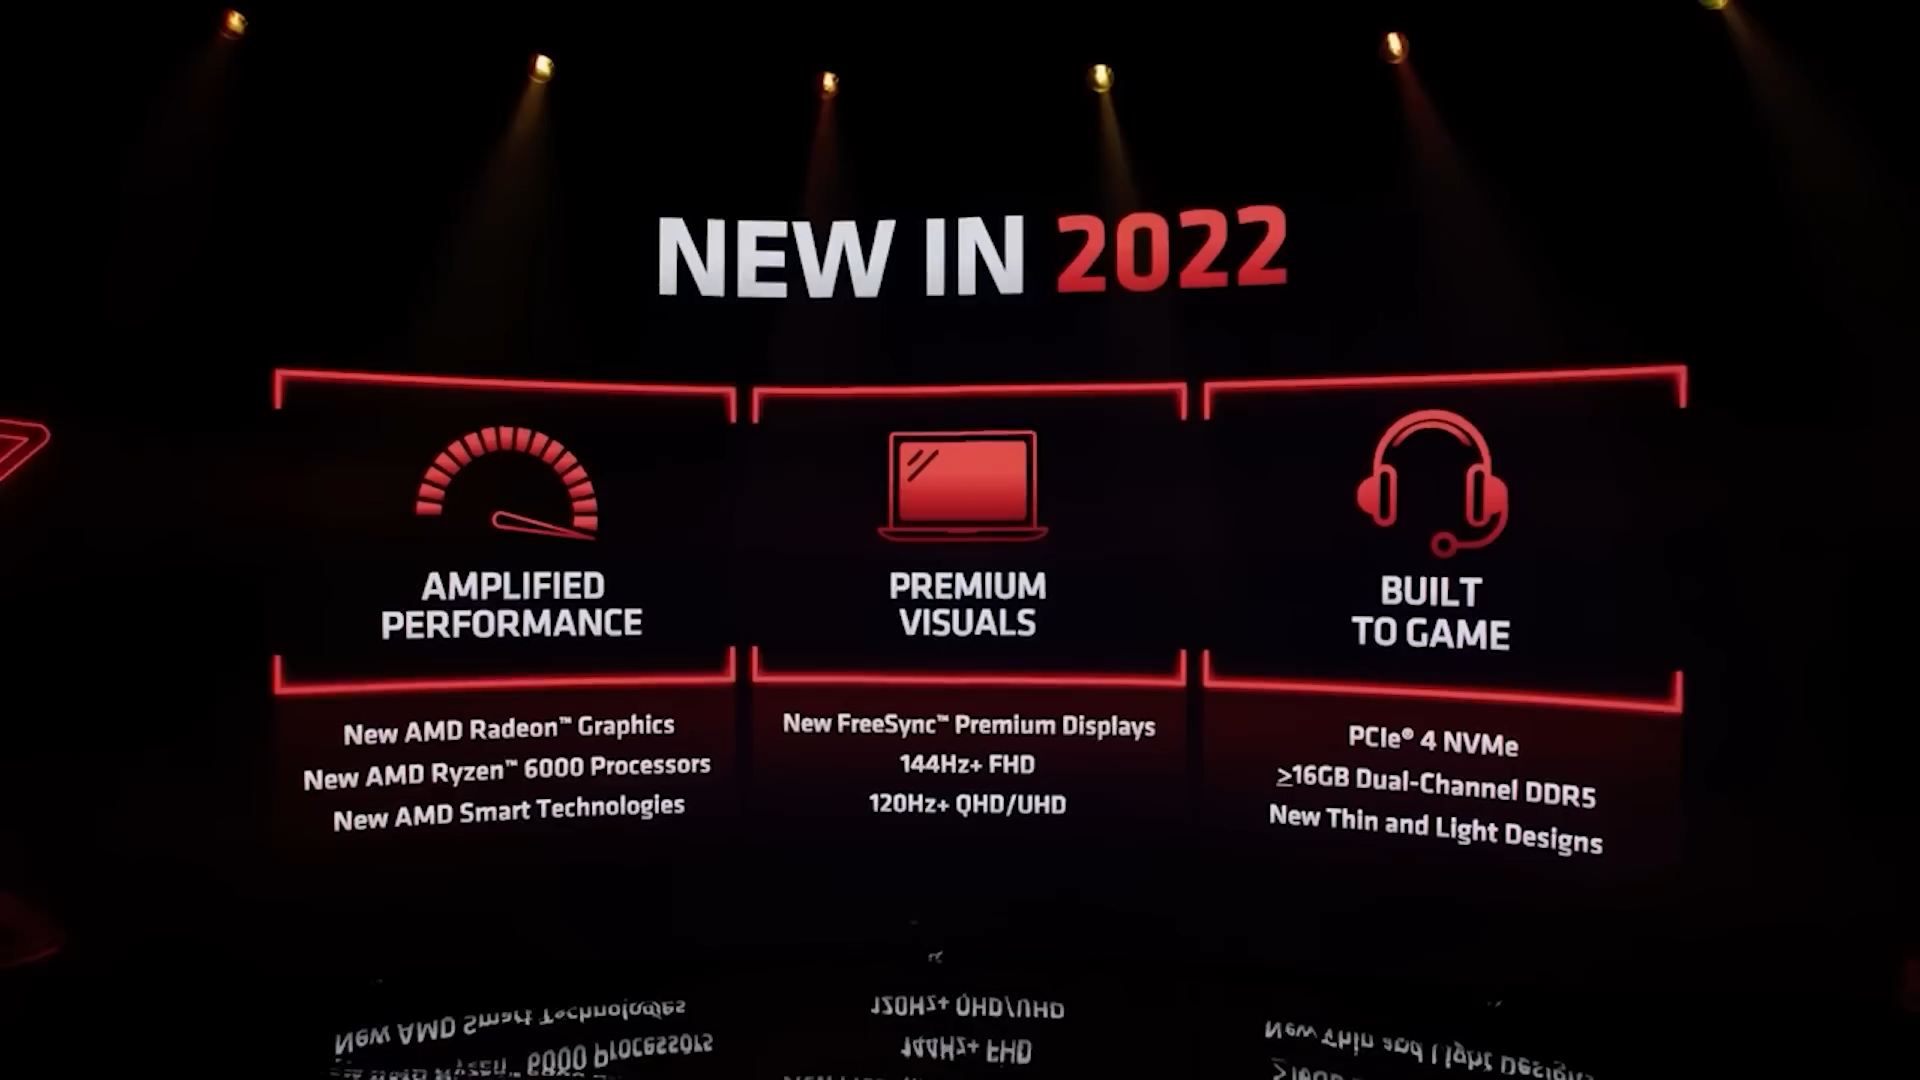 NEW IN 2022
AMPLIFIED
PERFORMANCE
New AMD Radeon™ Graphics
New AMD Ryzen™ 6000 Processors
New AMD Smart Technologies
PREMIUM
VISUALS
New FreeSync™ Premium Displays
144Hz+ FHD
120Hz+ QHD/UHD
BUILT
TO GAME
PCIe® 4 NVMe
≥16GB Dual-Channel DDR5
New Thin and Light Designs